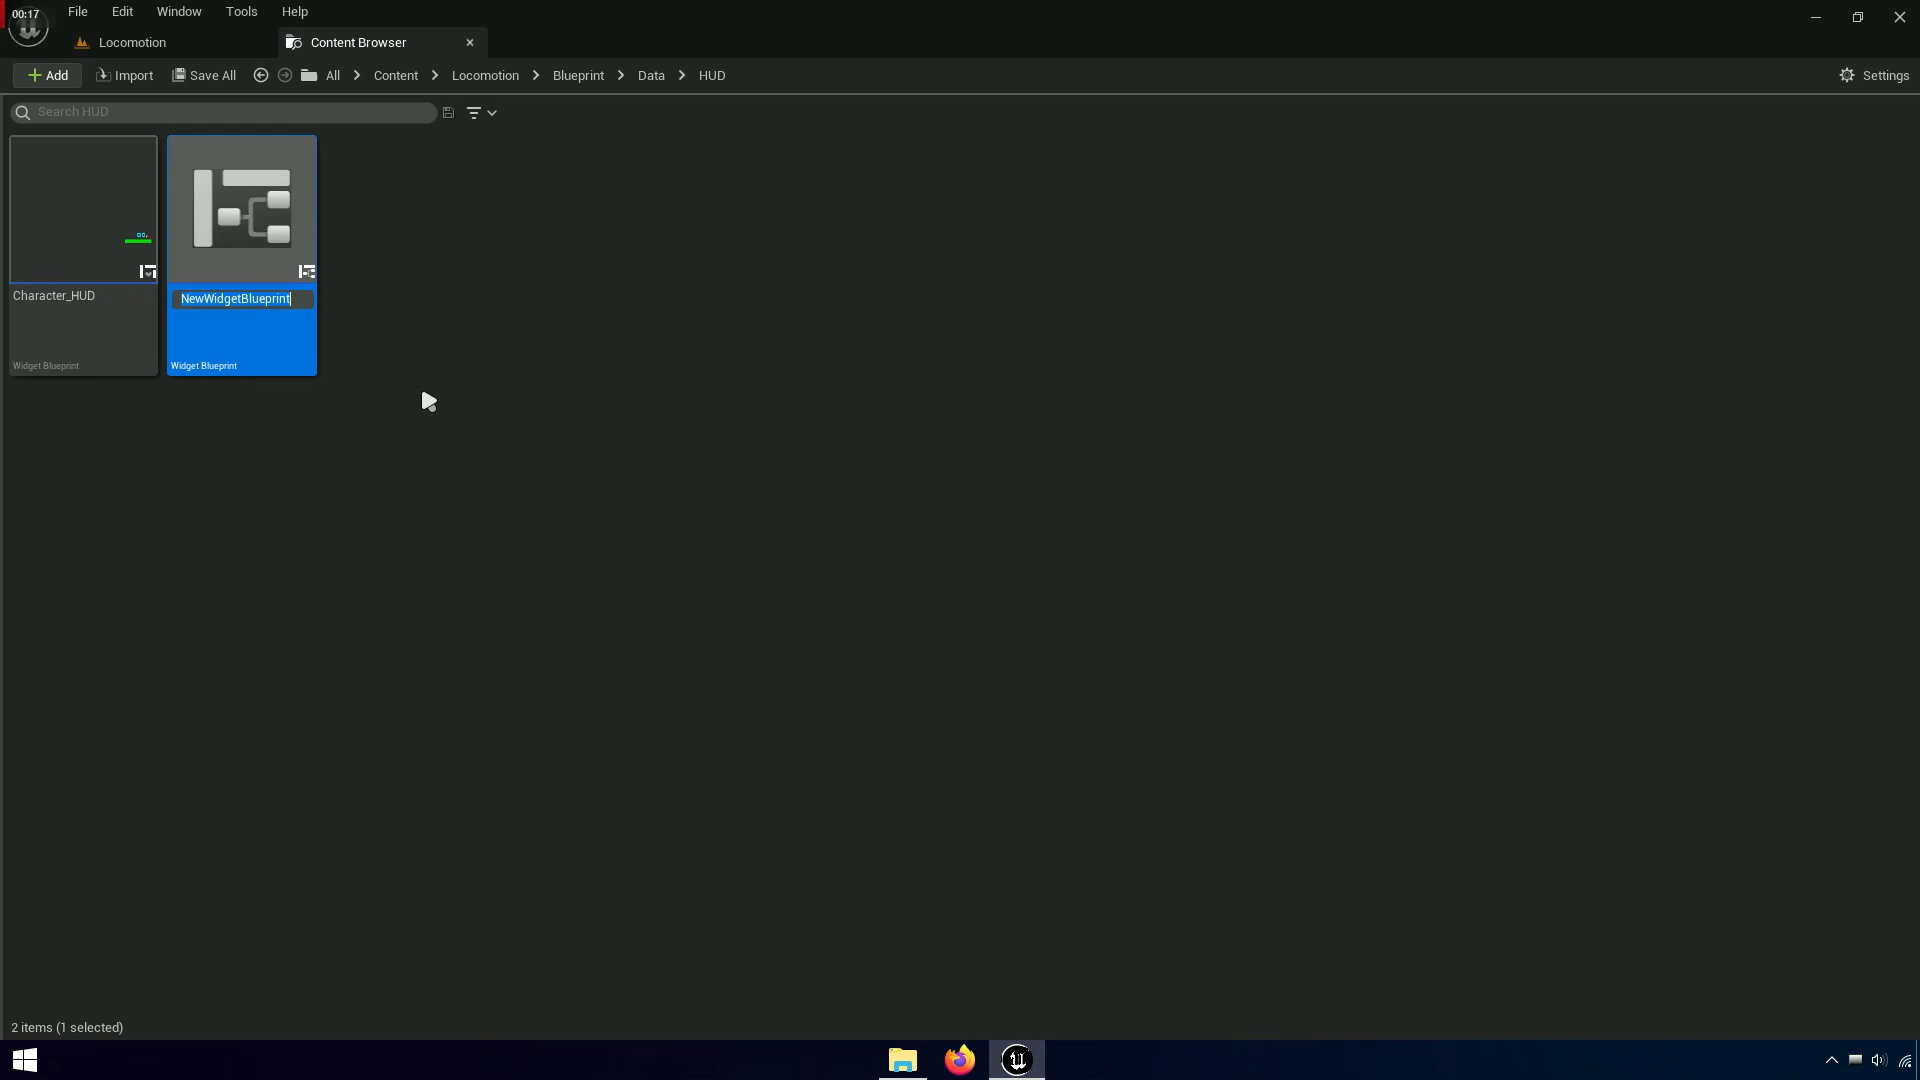 00:17
File Edit Window Tools Help
Locomotion
Content Browser
Add Import Save All All Content Locomotion Blueprint Data HUD Settings
Search HUD
Character_HUD
Widget Blueprint
NewWidgetBlueprint
Widget Blueprint
2 items (1 selected)